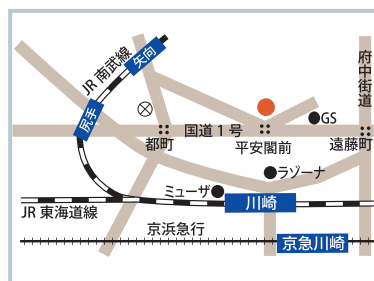 矢向
JR 南武線
府中街道
尻手
GS
国道1号
都町
平安閣前
遠藤町
ラゾーナ
ミューザ
川崎
JR 東海道線
京浜急行
京急川崎